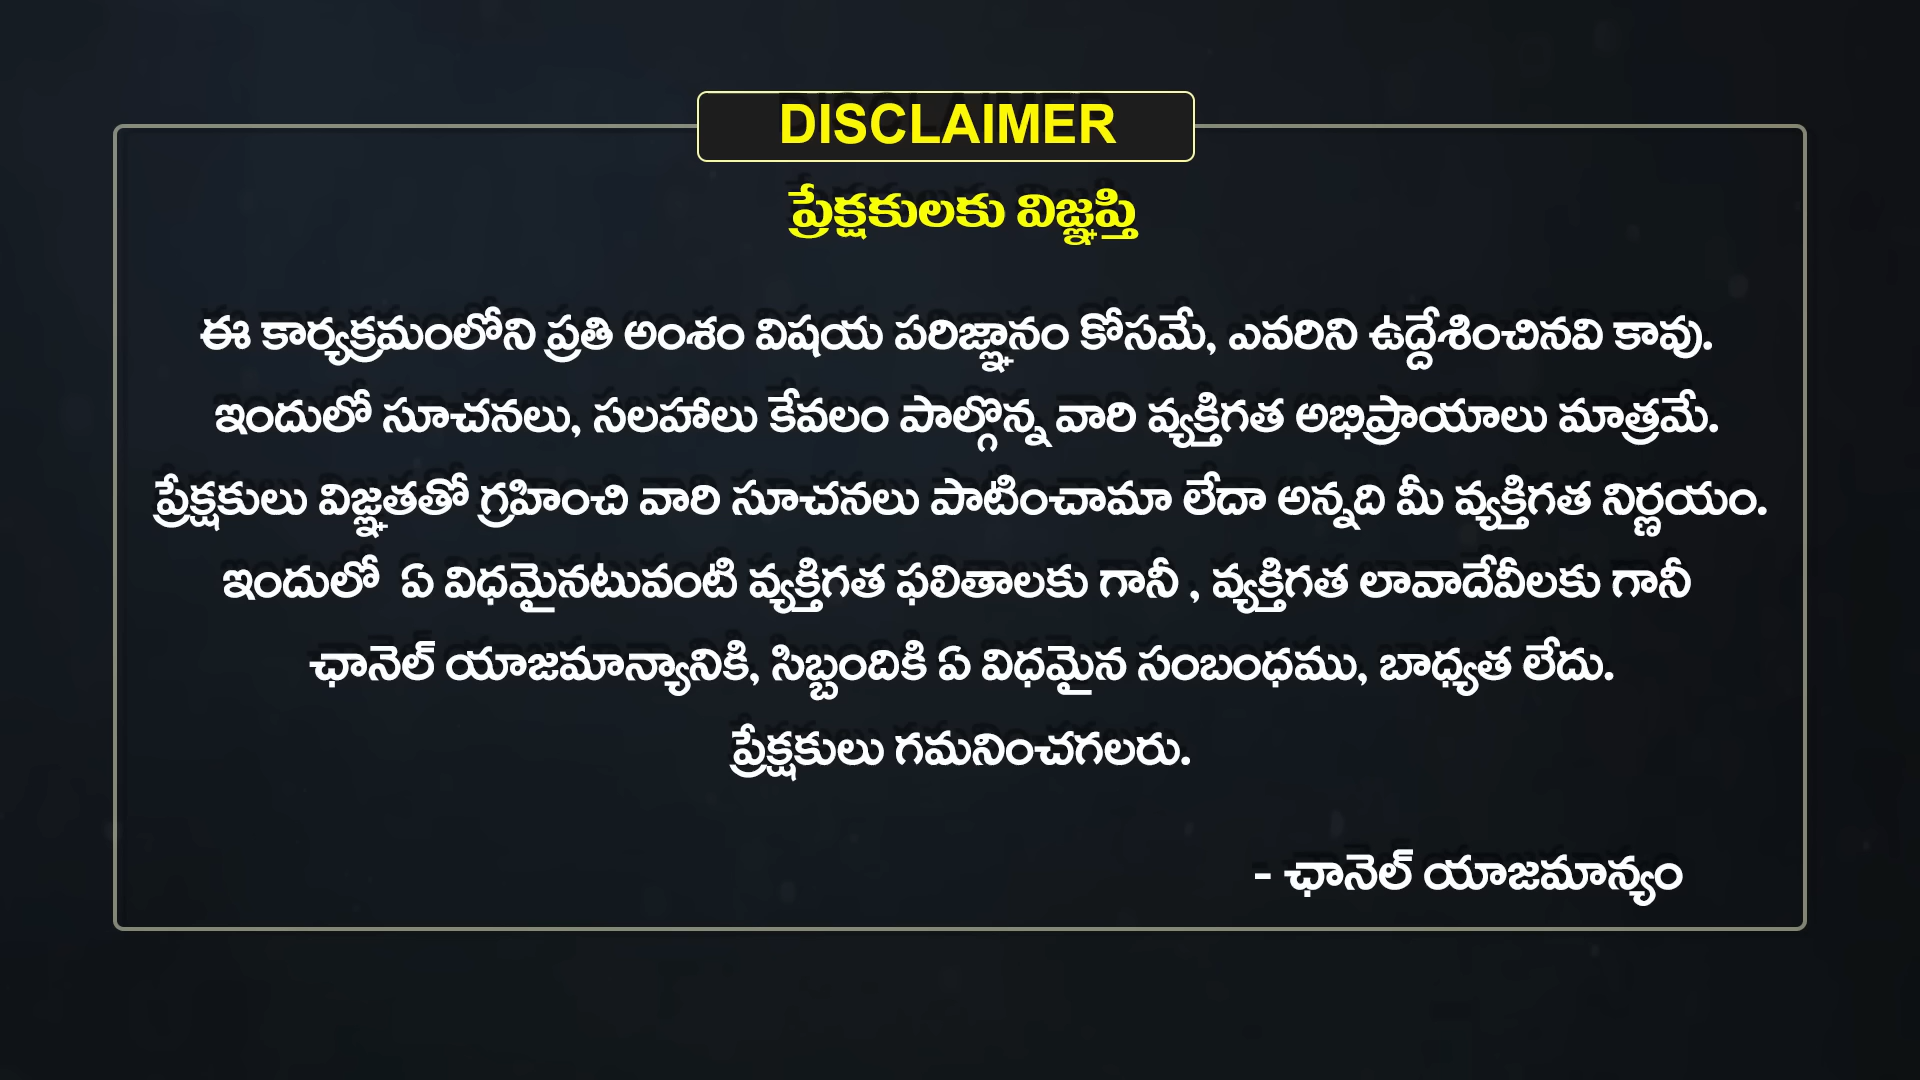 DISCLAIMER
ప్రేక్షకులకు విజ్ఞప్తి
ఈ కార్యక్రమంలోని ప్రతి అంశం విషయ పరిజ్ఞానం కోసమే, ఎవరిని ఉద్దేశించినవి కావు.
ఇందులో సూచనలు, సలహాలు కేవలం పాల్గొన్న వారి వ్యక్తిగత అభిప్రాయాలు మాత్రమే.
ప్రేక్షకులు విజ్ఞతతో గ్రహించి వారి సూచనలు పాటించామా లేదా అన్నది మీ వ్యక్తిగత నిర్ణయం.
ఇందులో ఏ విధమైనటువంటి వ్యక్తిగత ఫలితాలకు గానీ , వ్యక్తిగత లావాదేవీలకు గానీ
ఛానెల్ యాజమాన్యానికి, సిబ్బందికి ఏ విధమైన సంబంధము, బాధ్యత లేదు.
ప్రేక్షకులు గమనించగలరు.
- ఛానెల్ యాజమాన్యం